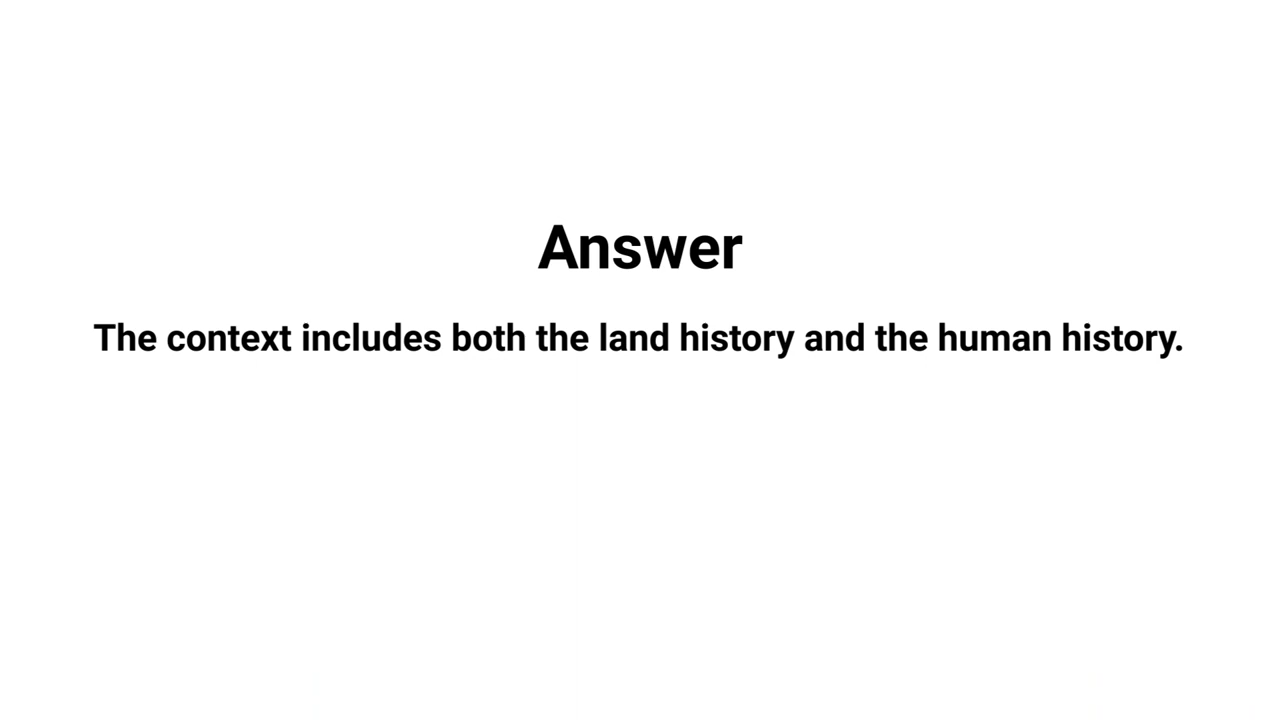 Answer
The context includes both the land history and the human history.